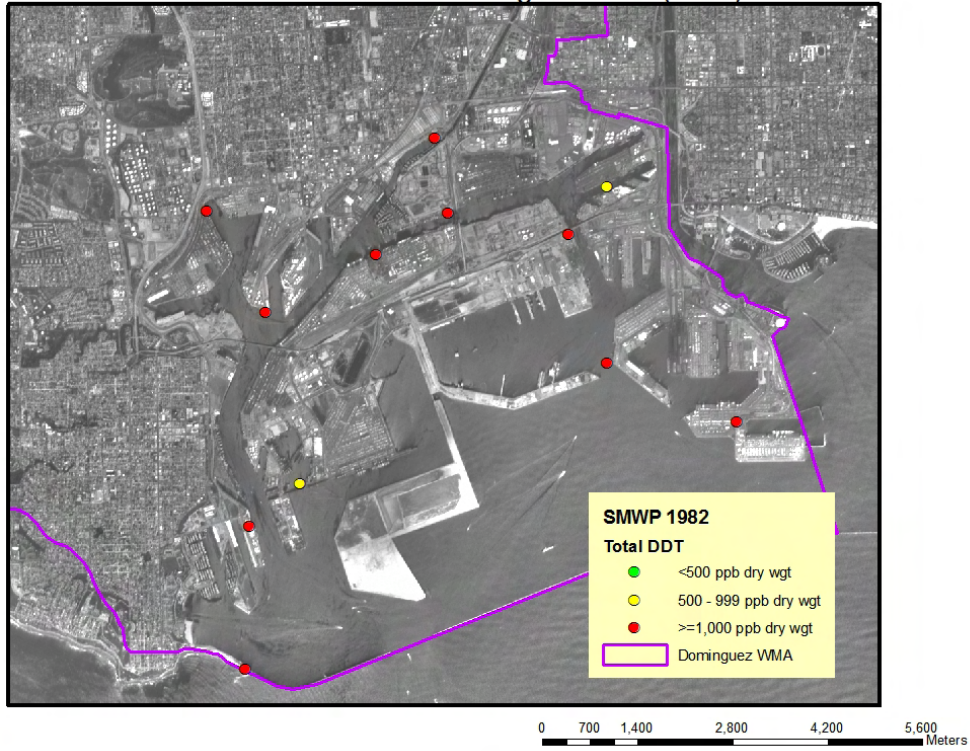 SMWP 1982
Total DDT
<500 ppb dry wgt
500 - 999 ppb dry wgt
>=1,000 ppb dry wgt
Dominguez WMA
0 700 1,400 2,800 4,200 5,600
Meters